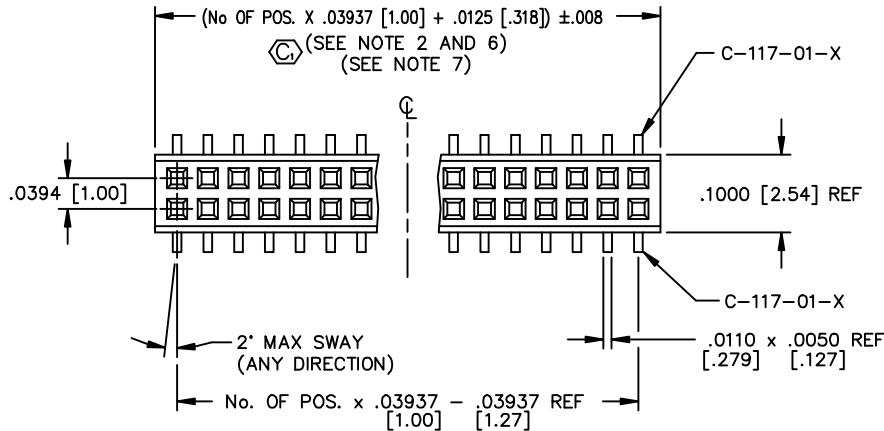 (No OF POS. X .03937 [1.00] + .0125 [.318]) ±.008
C₁ (SEE NOTE 2 AND 6)
(SEE NOTE 7)
C-117-01-X
℄
.0394 [1.00]
.1000 [2.54] REF
C-117-01-X
2° MAX SWAY
(ANY DIRECTION)
.0110 x .0050 REF
[.279] [.127]
No. OF POS. x .03937 - .03937 REF
[1.00] [1.27]